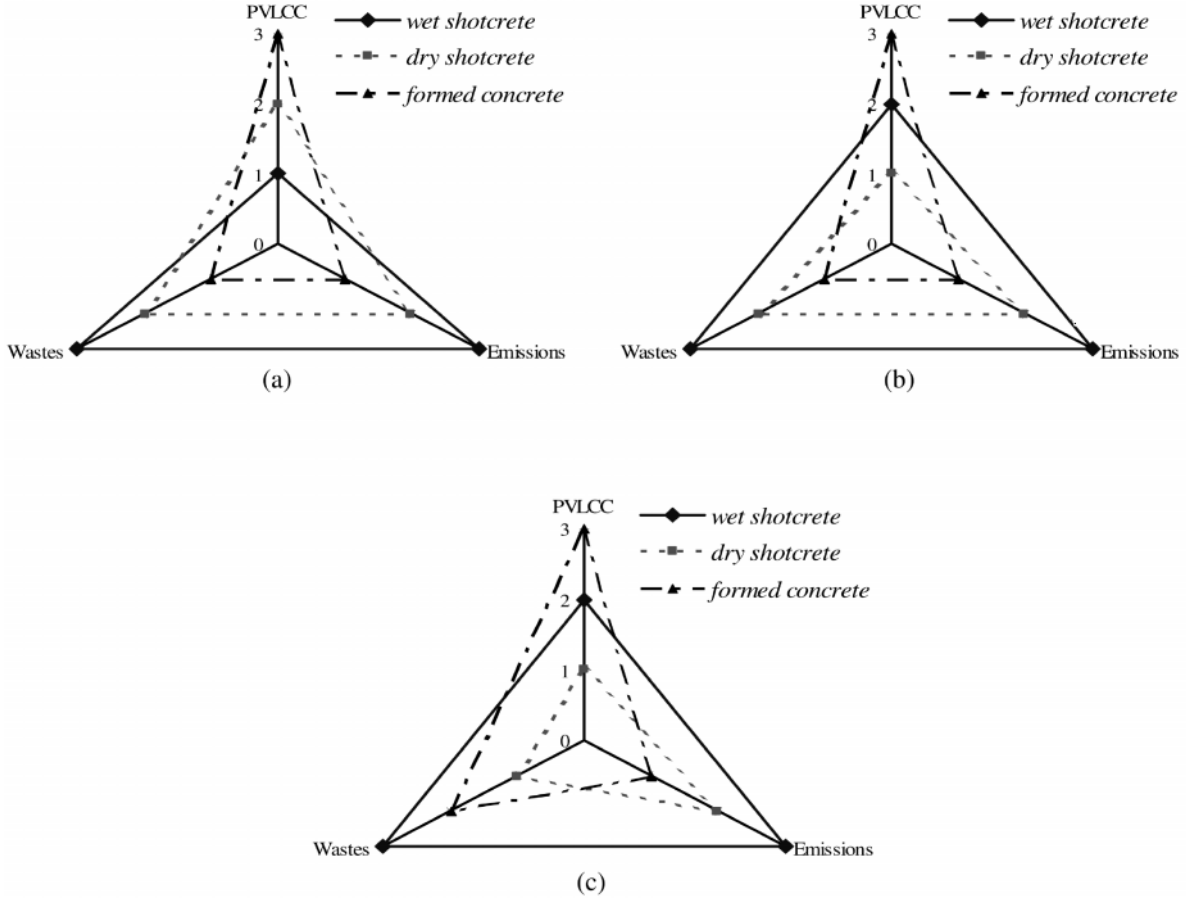 PVLCC
3
2
1
0
wet shotcrete
dry shotcrete
formed concrete
Wastes
Emissions
(a)
PVLCC
3
2
1
0
wet shotcrete
dry shotcrete
formed concrete
Wastes
Emissions
(b)
PVLCC
3
2
1
0
wet shotcrete
dry shotcrete
formed concrete
Wastes
Emissions
(c)